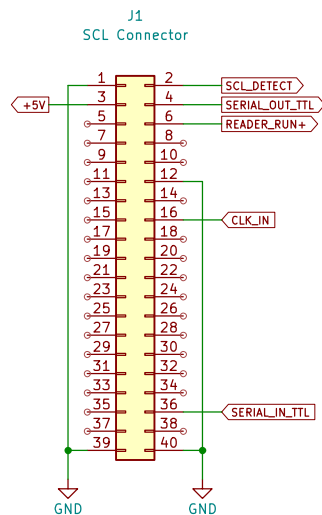 J1
SCL Connector
1 2 SCL_DETECT
+5V 3 4 SERIAL_OUT_TTL
5 6 READER_RUN+
7 8
9 10
11 12
13 14
15 16 CLK_IN
17 18
19 20
21 22
23 24
25 26
27 28
29 30
31 32
33 34
35 36 SERIAL_IN_TTL
37 38
39 40
GND GND